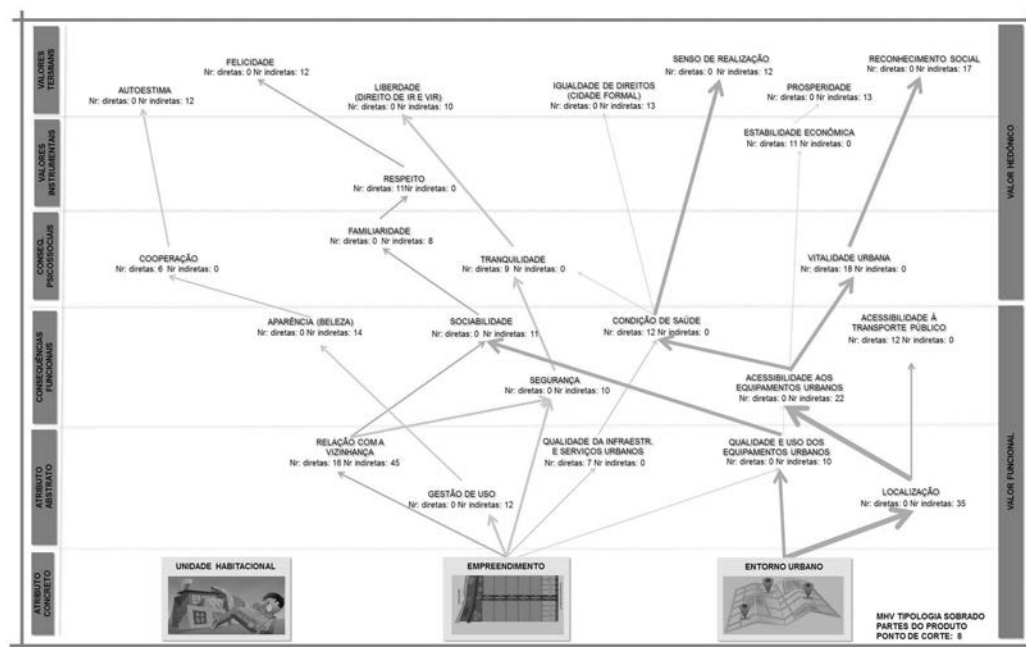 VALORES
TERMIAIS
VALORES
INSTRUMENTAIS
CONSEQ.
PSICOSSOCIAIS
CONSEQUÊNCIAS
FUNCIONAIS
ATRIBUTO
ABSTRATO
ATRIBUTO
CONCRETO
VALOR HEDÔNICO
VALOR FUNCIONAL
FELICIDADE
Nr: diretas: 0 Nr indiretas: 12
AUTOESTIMA
Nr: diretas: 0 Nr indiretas: 12
LIBERDADE
(DIREITO DE IR E VIR)
Nr: diretas: 0 Nr indiretas: 10
IGUALDADE DE DIREITOS
(CIDADE FORMAL)
Nr: diretas: 0 Nr indiretas: 13
SENSO DE REALIZAÇÃO
Nr: diretas: 0 Nr indiretas: 12
PROSPERIDADE
Nr: diretas: 0 Nr indiretas: 13
RECONHECIMENTO SOCIAL
Nr: diretas: 0 Nr indiretas: 17
ESTABILIDADE ECONÔMICA
Nr: diretas: 11 Nr indiretas: 0
RESPEITO
Nr: diretas: 11Nr indiretas: 0
FAMILIARIDADE
Nr: diretas: 0 Nr indiretas: 8
COOPERAÇÃO
Nr: diretas: 6 Nr indiretas: 0
TRANQUILIDADE
Nr: diretas: 9 Nr indiretas: 0
VITALIDADE URBANA
Nr: diretas: 18 Nr indiretas: 0
APARÊNCIA (BELEZA)
Nr: diretas: 0 Nr indiretas: 14
SOCIABILIDADE
Nr: diretas: 0 Nr indiretas: 11
CONDIÇÃO DE SAÚDE
Nr: diretas: 12 Nr indiretas: 0
ACESSIBILIDADE À
TRANSPORTE PÚBLICO
Nr: diretas: 12 Nr indiretas: 0
SEGURANÇA
Nr: diretas: 0 Nr indiretas: 10
ACESSIBILIDADE AOS
EQUIPAMENTOS URBANOS
Nr: diretas: 0 Nr indiretas: 22
RELAÇÃO COM A
VIZINHANÇA
Nr: diretas: 16 Nr indiretas: 45
QUALIDADE DA INFRAESTR.
E SERVIÇOS URBANOS
Nr: diretas: 7 Nr indiretas: 0
QUALIDADE E USO DOS
EQUIPAMENTOS URBANOS
Nr: diretas: 0 Nr indiretas: 10
GESTÃO DE USO
Nr: diretas: 0 Nr indiretas: 12
LOCALIZAÇÃO
Nr: diretas: 0 Nr indiretas: 35
UNIDADE HABITACIONAL
EMPREENDIMENTO
ENTORNO URBANO
MHV TIPOLOGIA SOBRADO
PARTES DO PRODUTO
PONTO DE CORTE: 8